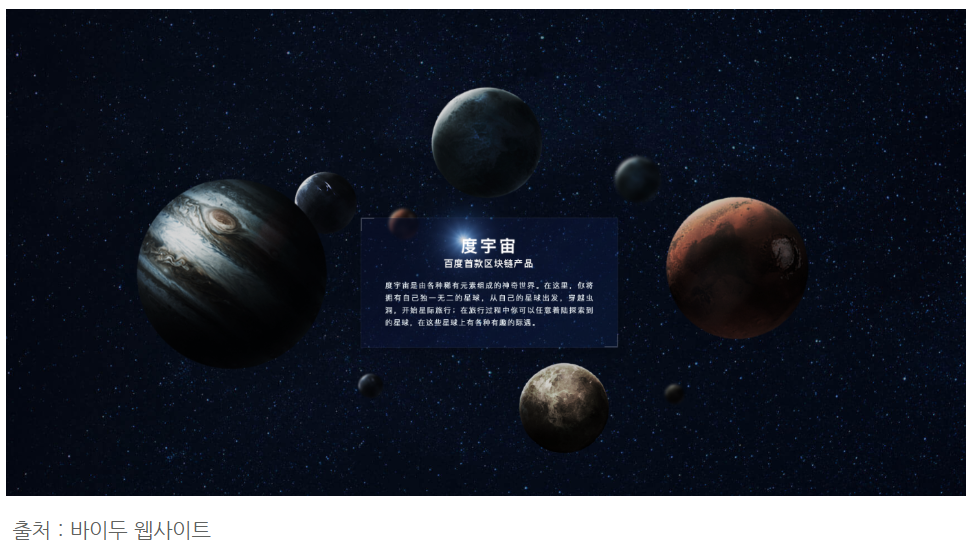 度宇宙
百度首款区块链产品
度宇宙是由各种稀有元素组成的神奇世界。在这里，你将
拥有自己独一无二的星球，从自己的星球出发，穿越虫
洞，开始星际旅行；在旅行过程中你可以任意着陆探索到
的星球，在这些星球上有各种有趣的际遇。
출처 : 바이두 웹사이트